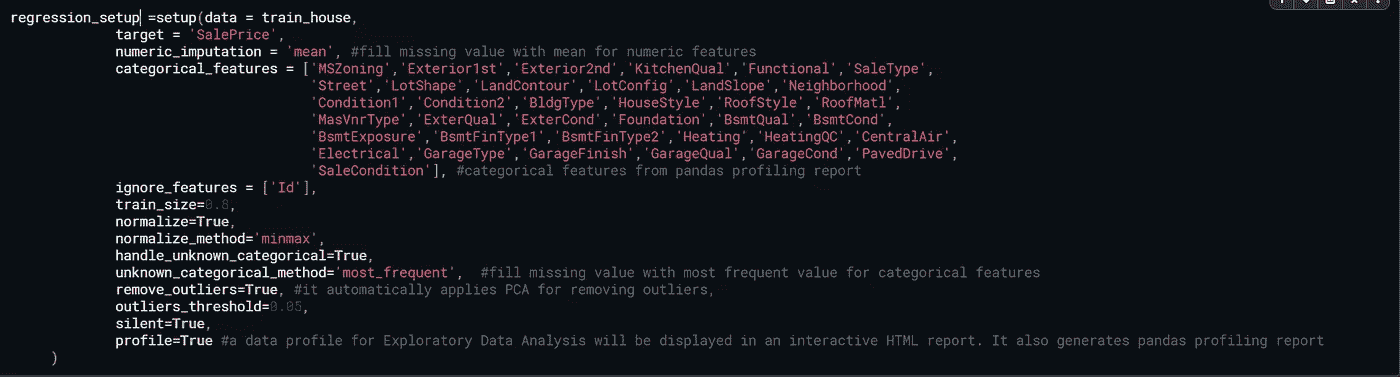 regression_setup =setup(data = train_house,
target = 'SalePrice',
numeric_imputation = 'mean', #fill missing value with mean for numeric features
categorical_features = ['MSZoning','Exterior1st','Exterior2nd','KitchenQual','Functional','SaleType',
'Street','LotShape','LandContour','LotConfig','LandSlope','Neighborhood',
'Condition1','Condition2','BldgType','HouseStyle','RoofStyle','RoofMatl',
'MasVnrType','ExterQual','ExterCond','Foundation','BsmtQual','BsmtCond',
'BsmtExposure','BsmtFinType1','BsmtFinType2','Heating','HeatingQC','CentralAir',
'Electrical','GarageType','GarageFinish','GarageQual','GarageCond','PavedDrive',
'SaleCondition'], #categorical features from pandas profiling report
ignore_features = ['Id'],
train_size=0.8,
normalize=True,
normalize_method='minmax',
handle_unknown_categorical=True,
unknown_categorical_method='most_frequent', #fill missing value with most frequent value for categorical features
remove_outliers=True, #it automatically applies PCA for removing outliers,
outliers_threshold=0.05,
silent=True,
profile=True #a data profile for Exploratory Data Analysis will be displayed in an interactive HTML report. It also generates pandas profiling report
)